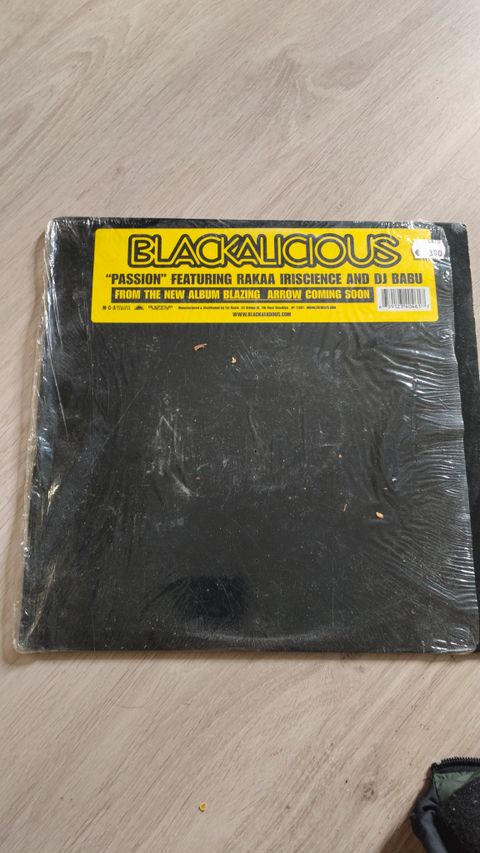 BLACKALICIOUS
€ 300
"PASSION" FEATURING RAKAA IRISCIENCE AND DJ BABU
FROM THE NEW ALBUM BLAZING ARROW COMING SOON
WWW.BLACKALICIOUS.COM